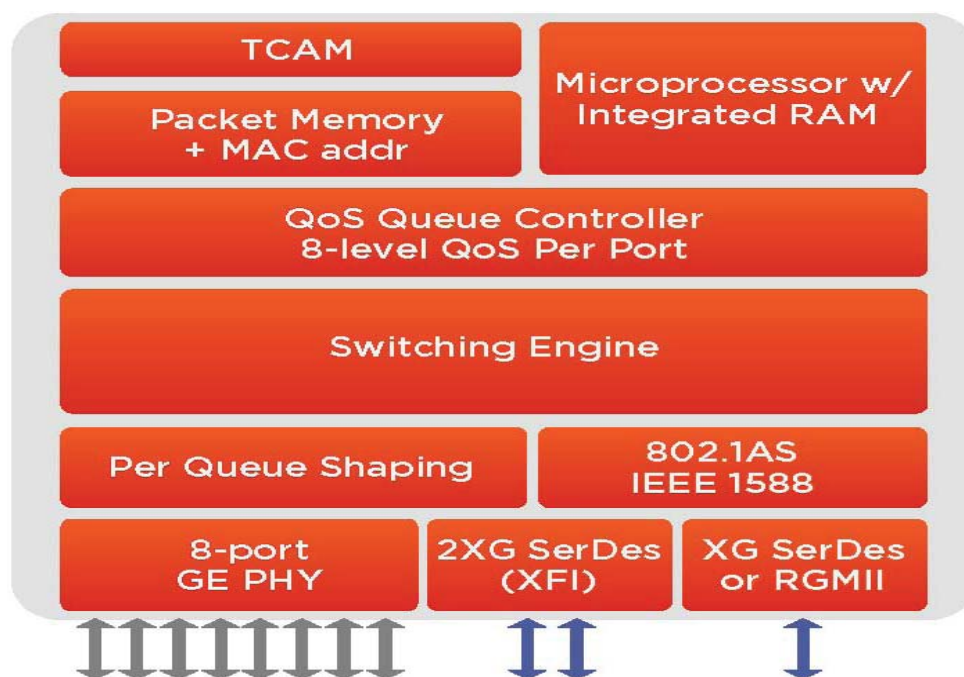 TCAM
Microprocessor w/
Integrated RAM
Packet Memory
+ MAC addr
QoS Queue Controller
8-level QoS Per Port
Switching Engine
Per Queue Shaping
802.1AS
IEEE 1588
8-port
GE PHY
2XG SerDes
(XFI)
XG SerDes
or RGMII